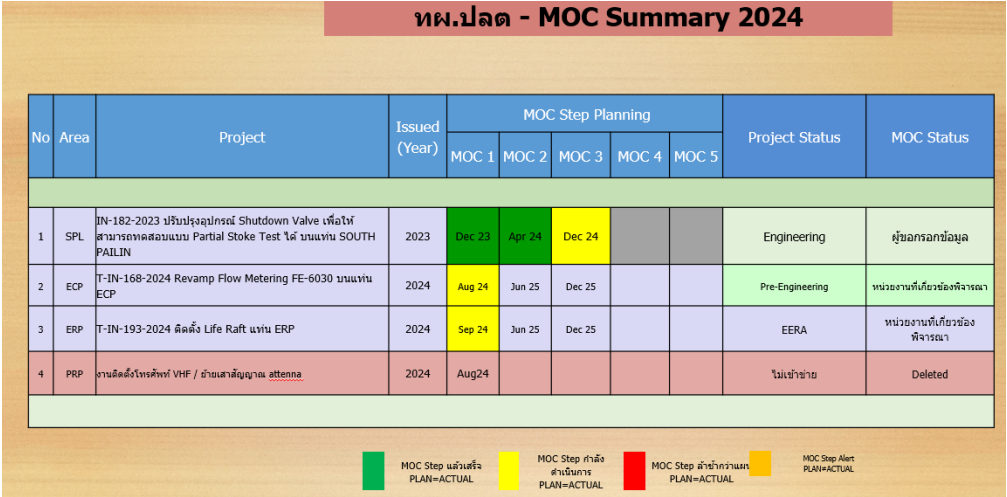 ทผ.ปลต - MOC Summary 2024
No
Area
Project
Issued
(Year)
MOC Step Planning
MOC 1
MOC 2
MOC 3
MOC 4
MOC 5
Project Status
MOC Status
1
SPL
IN-182-2023 ปรับปรุงอุปกรณ์ Shutdown Valve เพื่อให้
สามารถทดสอบแบบ Partial Stoke Test ได้ บนแท่น SOUTH
PAILIN
2023
Dec 23
Apr 24
Dec 24
Engineering
ผู้ขอกรอกข้อมูล
2
ECP
T-IN-168-2024 Revamp Flow Metering FE-6030 บนแท่น
ECP
2024
Aug 24
Jun 25
Dec 25
Pre-Engineering
หน่วยงานที่เกี่ยวข้องพิจารณา
3
ERP
T-IN-193-2024 ติดตั้ง Life Raft แท่น ERP
2024
Sep 24
Jun 25
Dec 25
EERA
หน่วยงานที่เกี่ยวข้อง
พิจารณา
4
PRP
งานติดตั้งโทรศัพท์ VHF / ย้ายเสาสัญญาณ attenna
2024
Aug24
ไม่เข้าข่าย
Deleted
MOC Step แล้วเสร็จ
PLAN=ACTUAL
MOC Step กำลัง
ดำเนินการ
PLAN=ACTUAL
MOC Step ล่าช้ากว่าแผน
PLAN=ACTUAL
MOC Step Alert
PLAN=ACTUAL